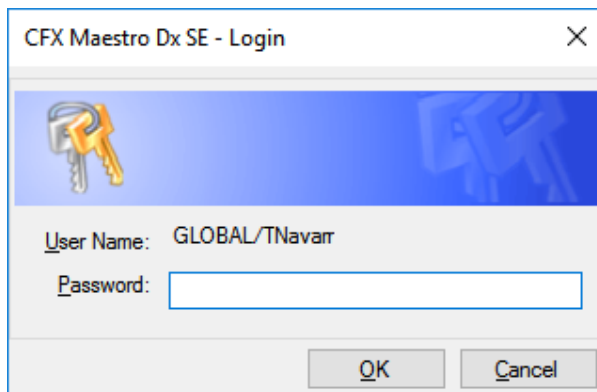 CFX Maestro Dx SE - Login
User Name: GLOBAL/TNavarr
Password:
OK Cancel